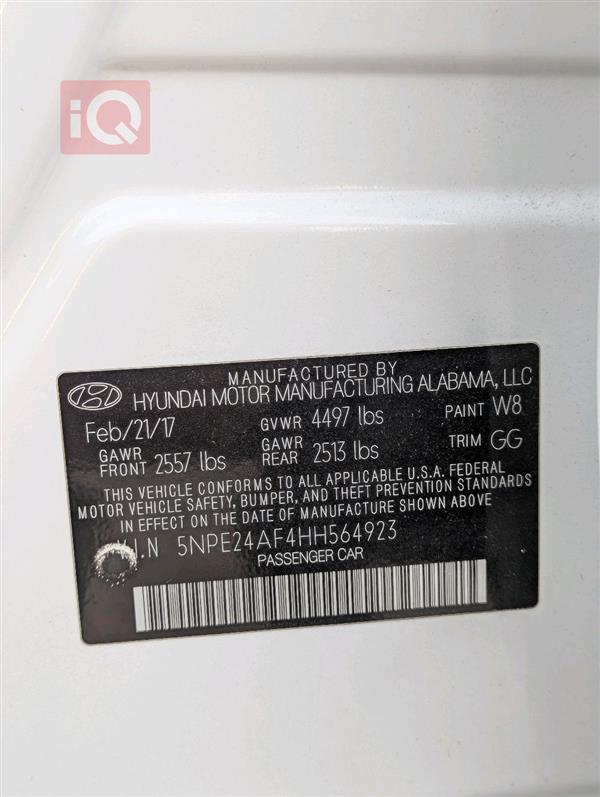 iQ
MANUFACTURED BY
HYUNDAI MOTOR MANUFACTURING ALABAMA, LLC
Feb/21/17 GVWR 4497 lbs PAINT W8
GAWR FRONT 2557 lbs GAWR REAR 2513 lbs TRIM GG
THIS VEHICLE CONFORMS TO ALL APPLICABLE U.S.A. FEDERAL
MOTOR VEHICLE SAFETY, BUMPER, AND THEFT PREVENTION STANDARDS
IN EFFECT ON THE DATE OF MANUFACTURE SHOWN ABOVE
V.I.N 5NPE24AF4HH564923
PASSENGER CAR